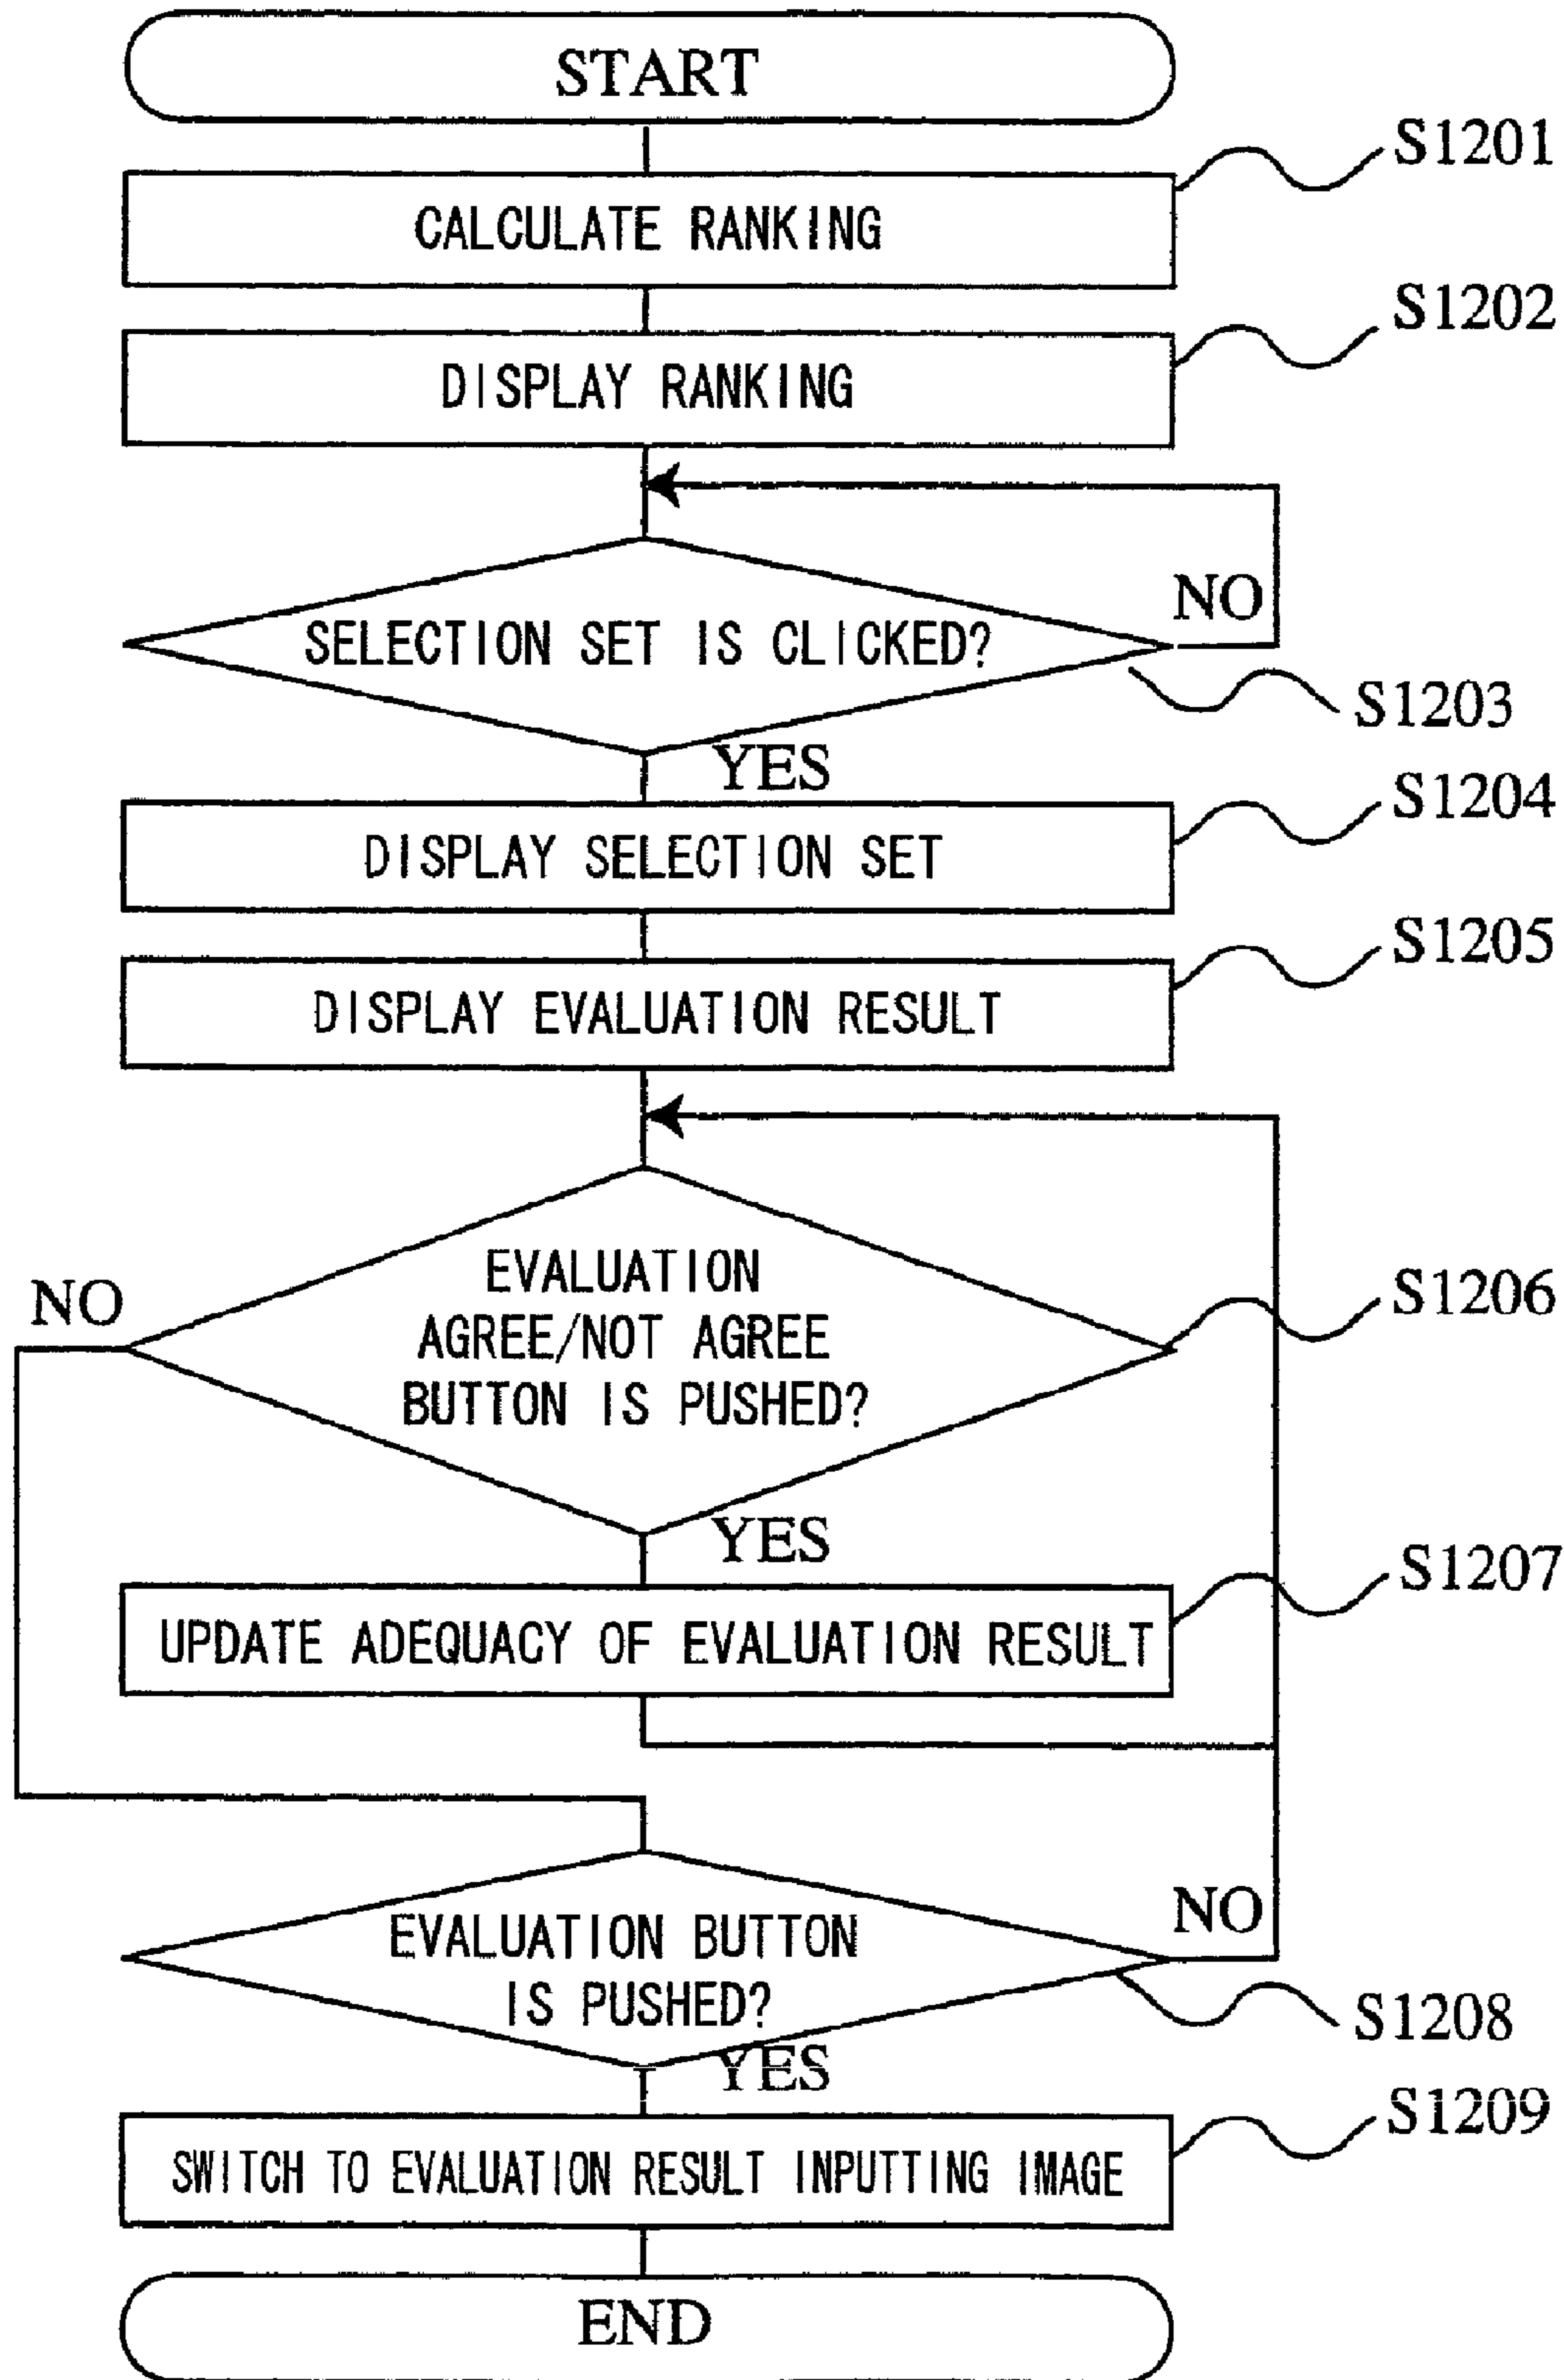 START
S1201
CALCULATE RANKING
S1202
DISPLAY RANKING
NO
SELECTION SET IS CLICKED?
S1203
YES
S1204
DISPLAY SELECTION SET
S1205
DISPLAY EVALUATION RESULT
NO
EVALUATION
AGREE/NOT AGREE
BUTTON IS PUSHED?
S1206
YES
S1207
UPDATE ADEQUACY OF EVALUATION RESULT
NO
EVALUATION BUTTON
IS PUSHED?
S1208
YES
S1209
SWITCH TO EVALUATION RESULT INPUTTING IMAGE
END